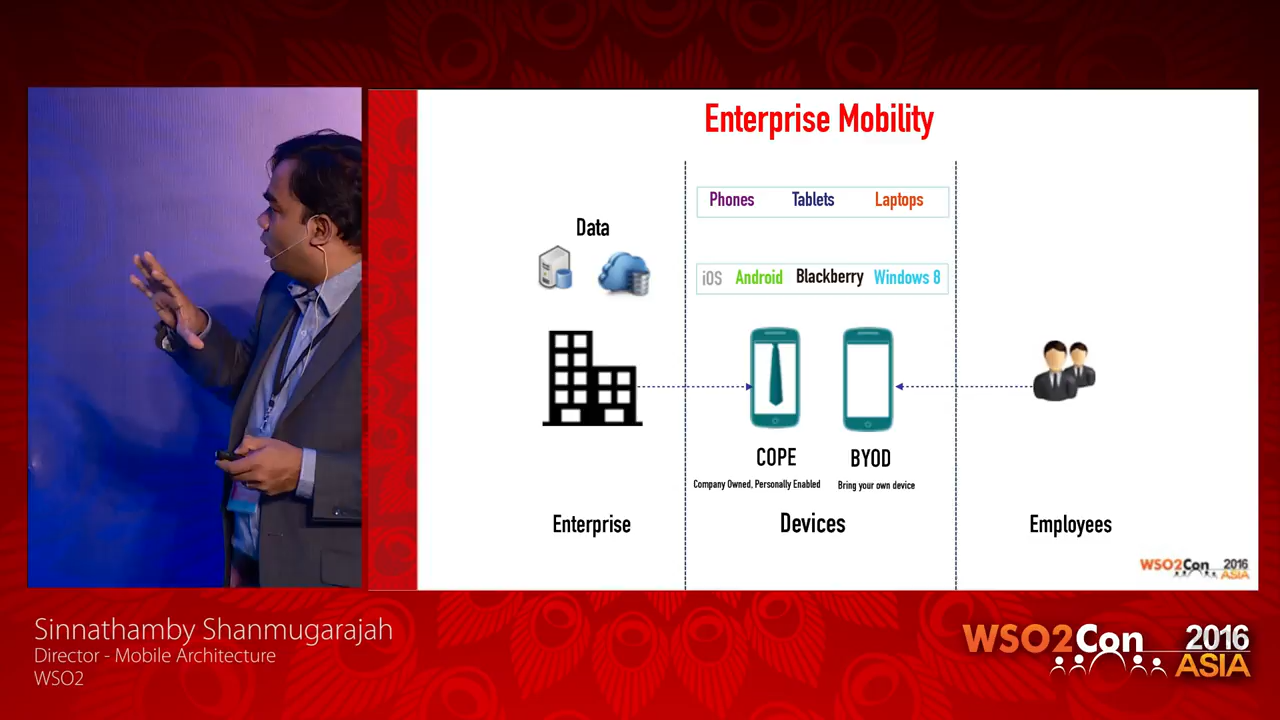 Enterprise Mobility
Phones Tablets Laptops
Data
iOS Android Blackberry Windows 8
COPE BYOD
Company Owned, Personally Enabled Bring your own device
Enterprise Devices Employees
WSO2Con 2016
ASIA
Sinnathamby Shanmugarajah
Director - Mobile Architecture
WSO2
WSO2Con 2016
ASIA